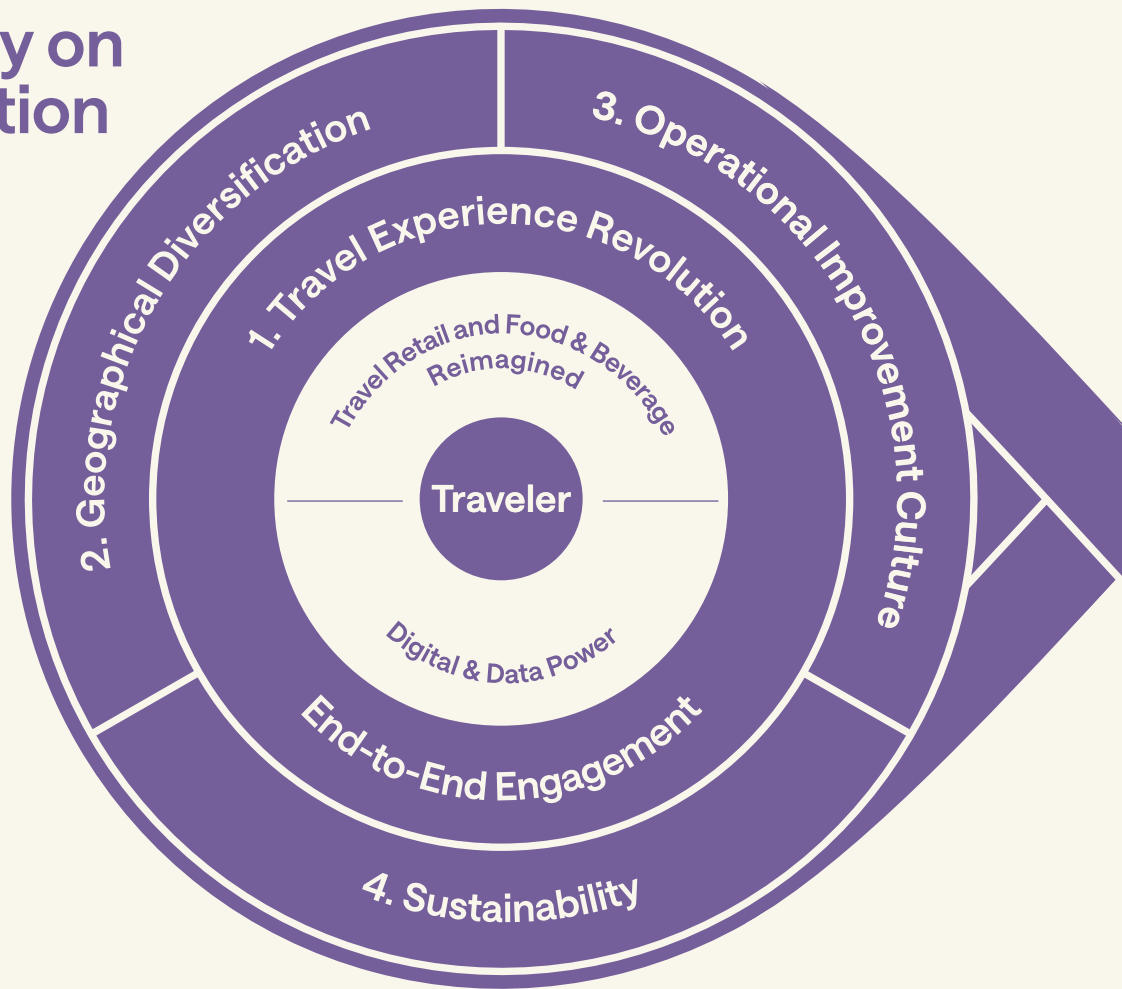 y on
tion
2. Geographical Diversification
3. Operational Improvement Culture
1. Travel Experience Revolution
Travel Retail and Food & Beverage
Reimagined
Traveler
Digital & Data Power
End-to-End Engagement
4. Sustainability